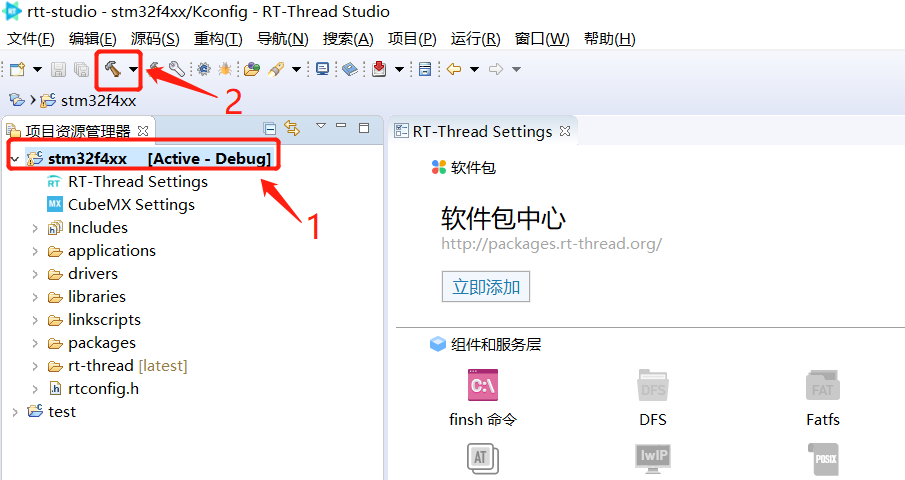 rtt-studio - stm32f4xx/Kconfig - RT-Thread Studio
文件(F) 编辑(E) 源码(S) 重构(T) 导航(N) 搜索(A) 项目(P) 运行(R) 窗口(W) 帮助(H)
2
stm32f4xx
项目资源管理器
RT-Thread Settings
stm32f4xx [Active - Debug]
RT RT-Thread Settings
MX CubeMX Settings
1
Includes
applications
drivers
libraries
linkscripts
packages
rt-thread [latest]
.h rtconfig.h
test
软件包
软件包中心
http://packages.rt-thread.org/
立即添加
组件和服务层
C:\ DFS FAT
finsh 命令 DFS Fatfs
AT lwIP POSIX